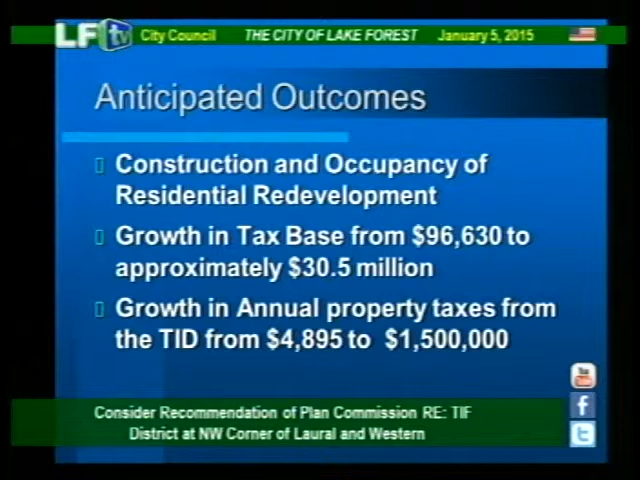 LFtv City Council THE CITY OF LAKE FOREST January 5, 2015
Anticipated Outcomes
Construction and Occupancy of
Residential Redevelopment
Growth in Tax Base from $96,630 to
approximately $30.5 million
Growth in Annual property taxes from
the TID from $4,895 to $1,500,000
Consider Recommendation of Plan Commission RE: TIF
District at NW Corner of Laural and Western